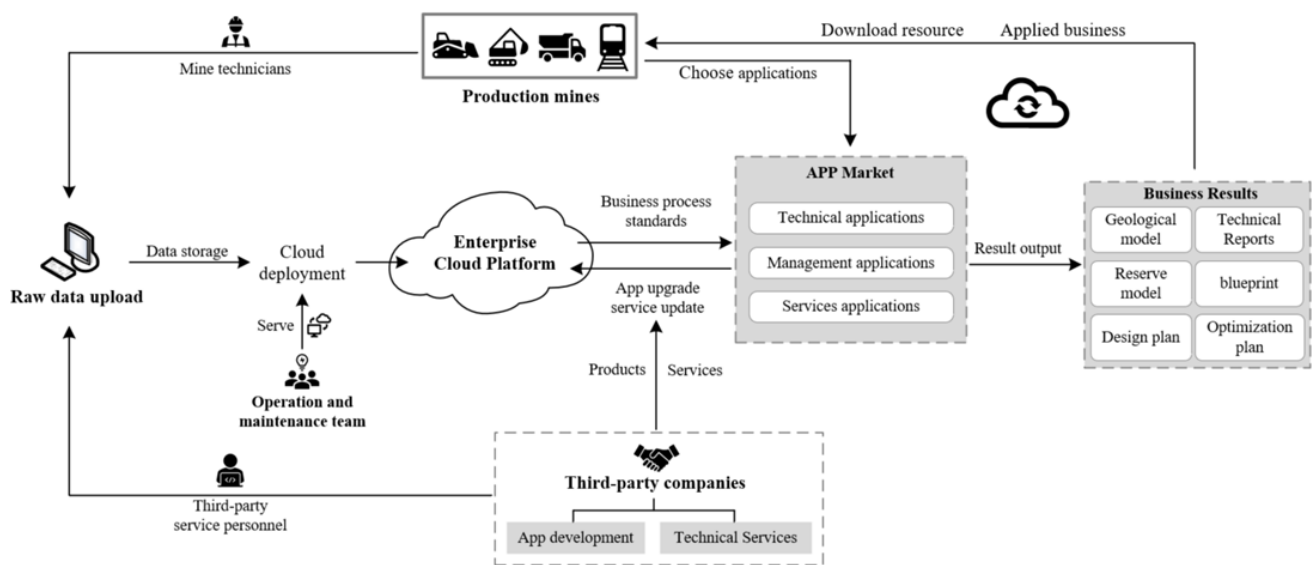 Download resource Applied business
Mine technicians
Choose applications
Production mines
APP Market
Technical applications
Management applications
Services applications
Business Results
Geological
model
Technical
Reports
Reserve
model
blueprint
Design plan
Optimization
plan
Business process
standards
Enterprise
Cloud Platform
App upgrade
service update
Result output
Data storage
Cloud
deployment
Raw data upload
Serve
Operation and
maintenance team
Products Services
Third-party companies
App development
Technical Services
Third-party
service personnel